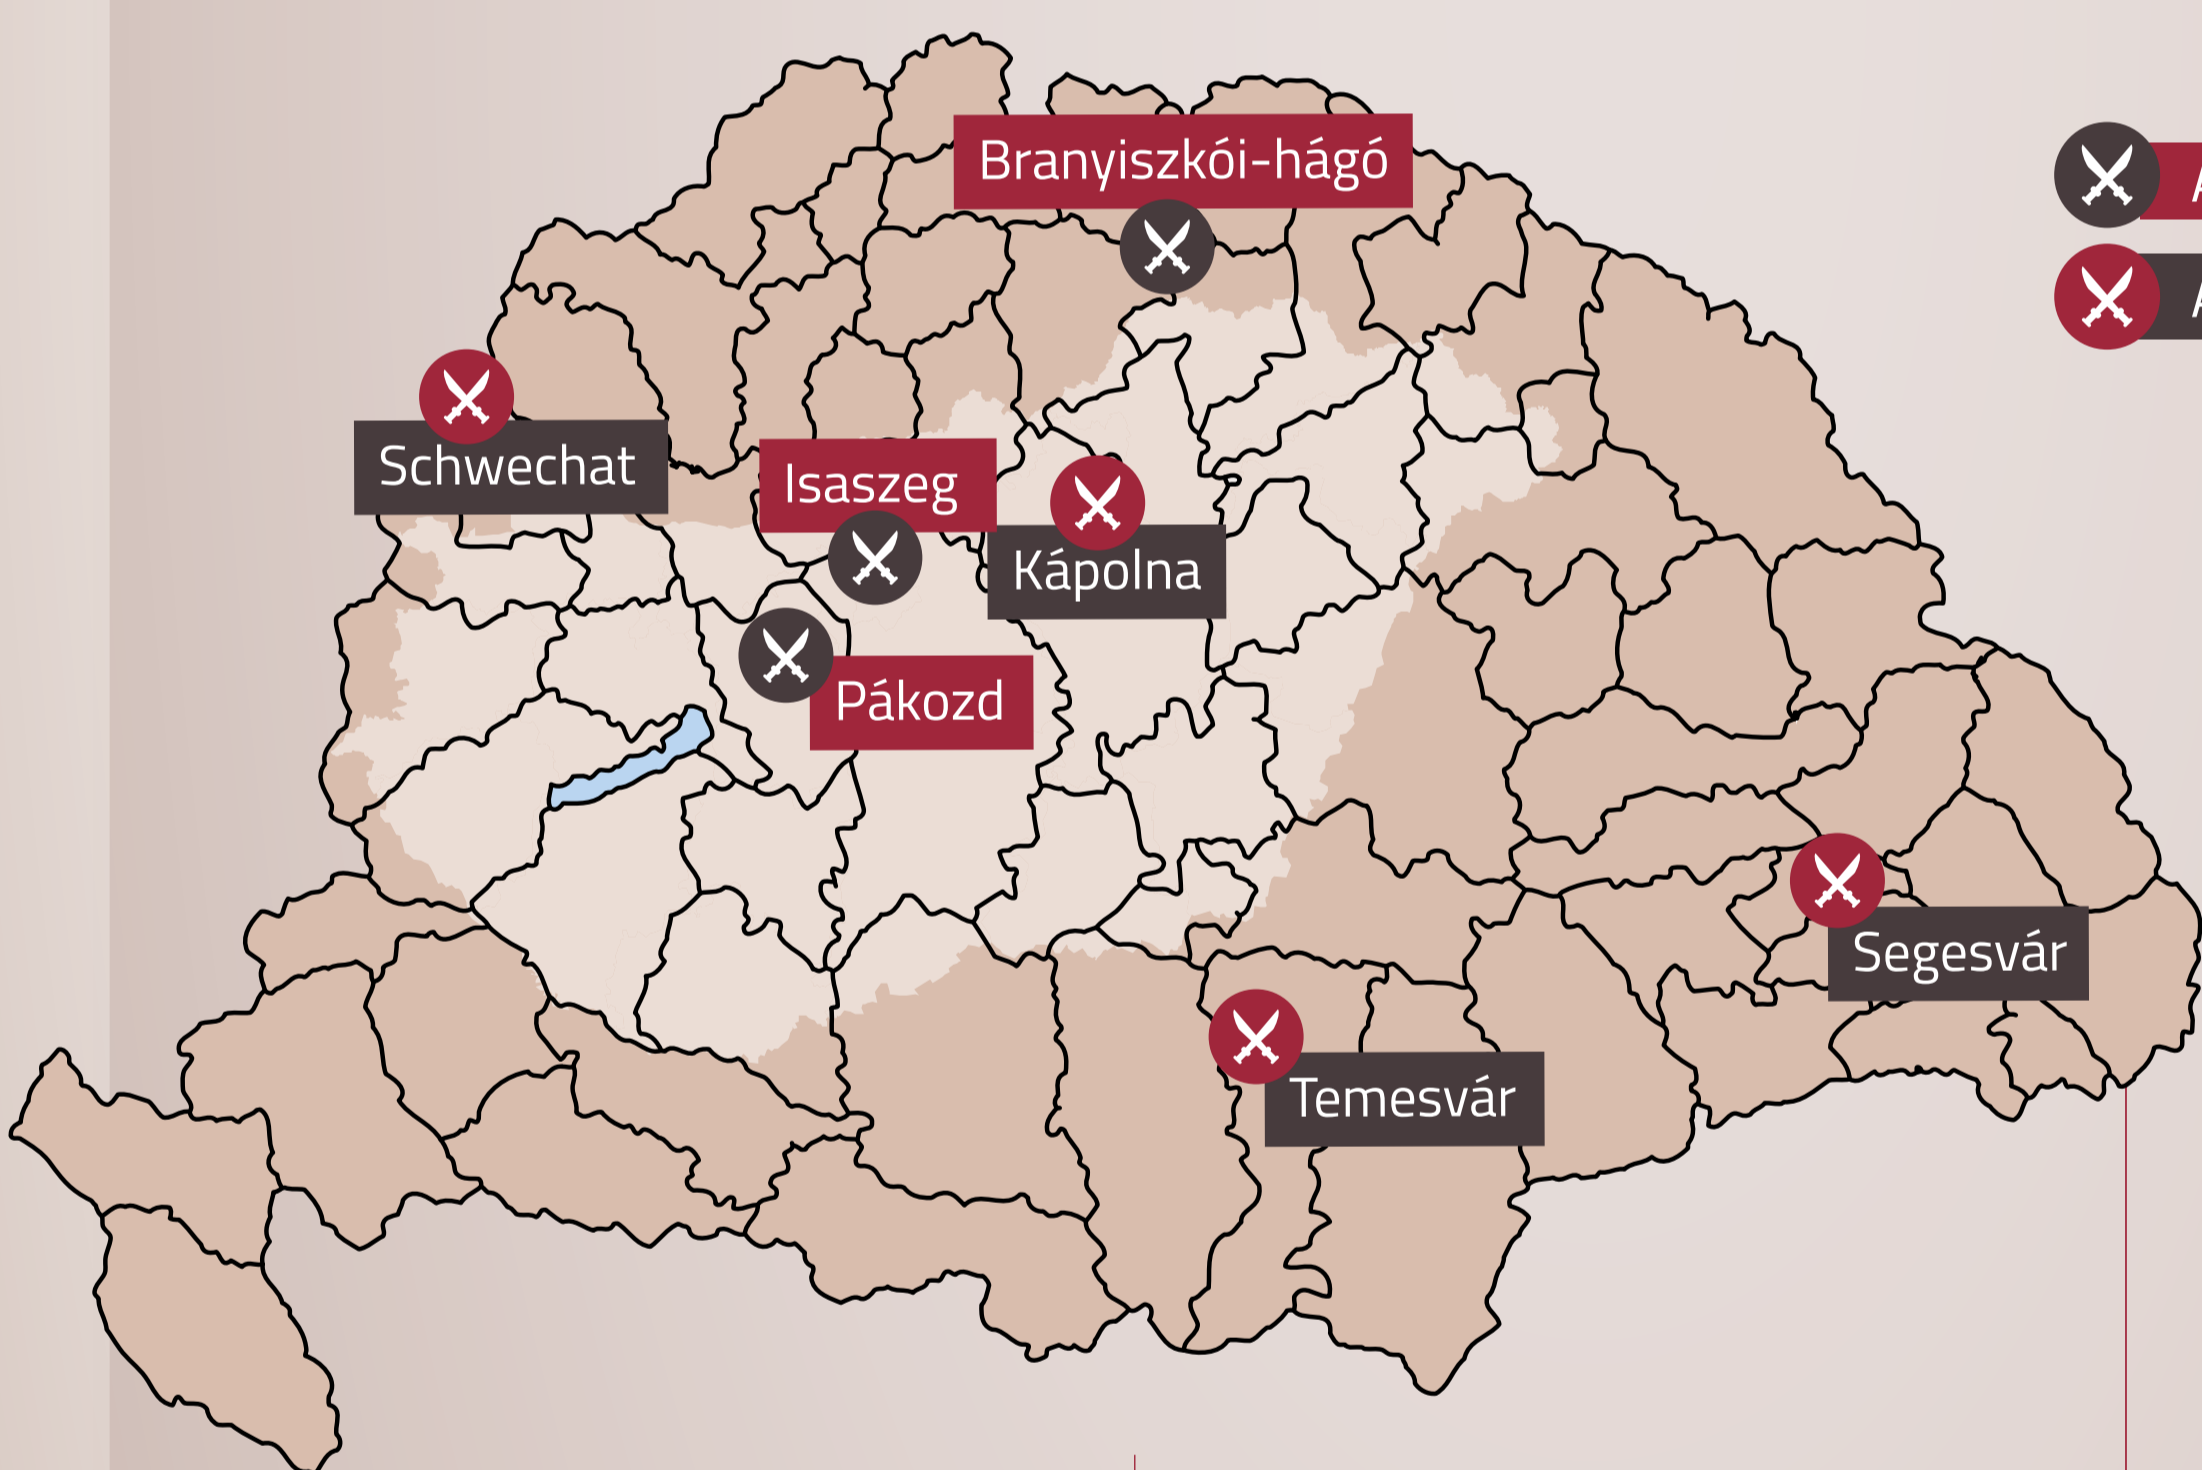 Branyiszkói-hágó
Schwechat
Isaszeg
Kápolna
Pákozd
Segesvár
Temesvár